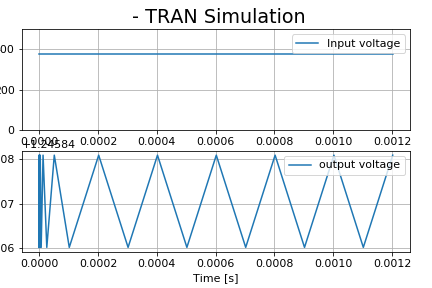 - TRAN Simulation
00
200
0
Input voltage
0.0000 0.0002 0.0004 0.0006 0.0008 0.0010 0.0012
+1.24584
08
07
06
output voltage
0.0000 0.0002 0.0004 0.0006 0.0008 0.0010 0.0012
Time [s]